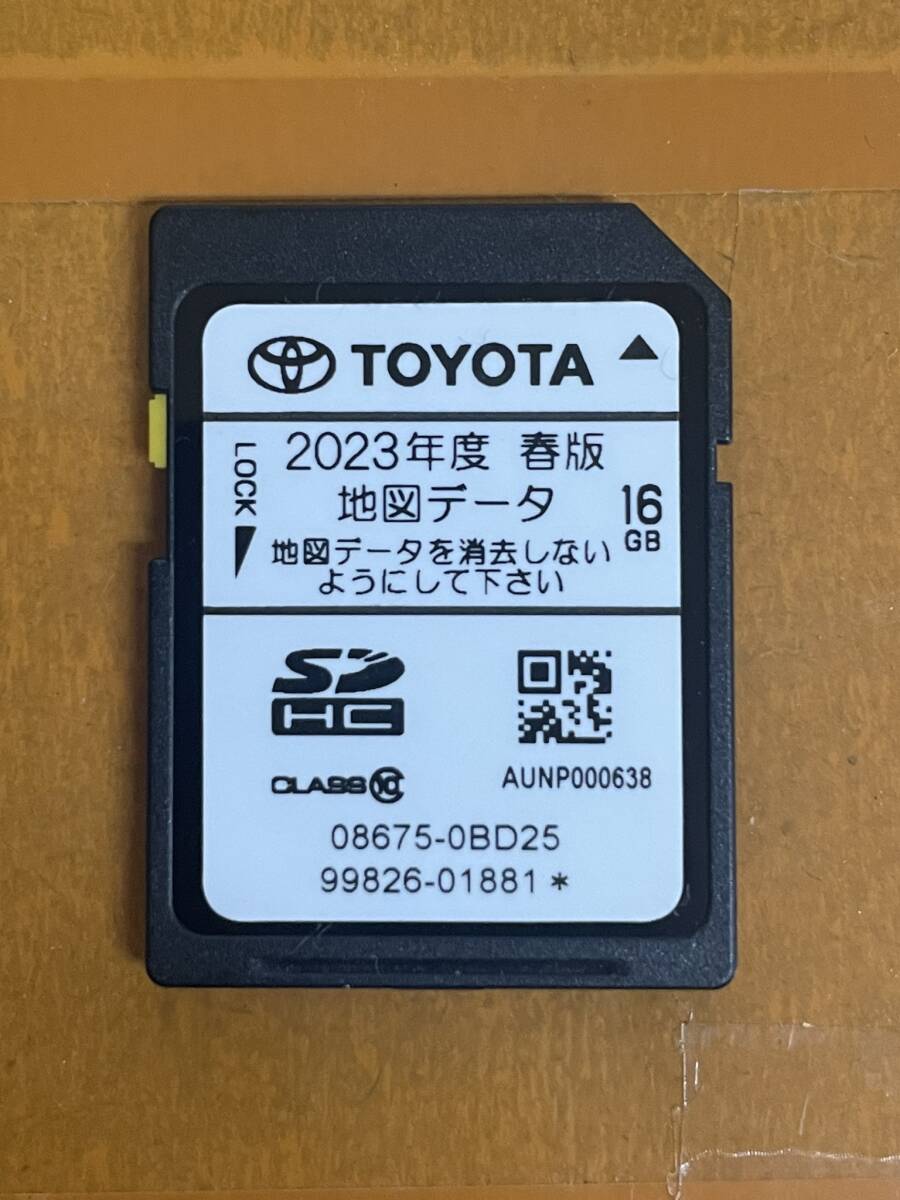 TOYOTA
2023年度 春版
地図データ
LOCK
16
GB
地図データを消去しない
ようにして下さい
SD
HC
CLASS 10
AUNP000638
08675-0BD25
99826-01881 *